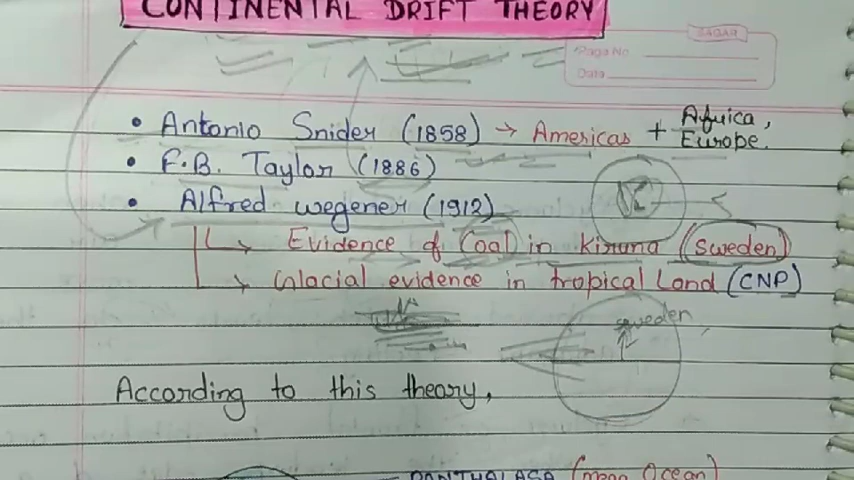 CONTINENTAL DRIFT THEORY
SAGAR
Page No
Date
• Antonio Snider (1858) → Americas + Africa, Europe.
• F.B. Taylor (1886)
• Alfred wegener (1912)
↳ Evidence of Coal in kiruna (sweden)
↳ Glacial evidence in tropical Land (CNP)
sweden
According to this theory,
PANTHALASA (mega Ocean)